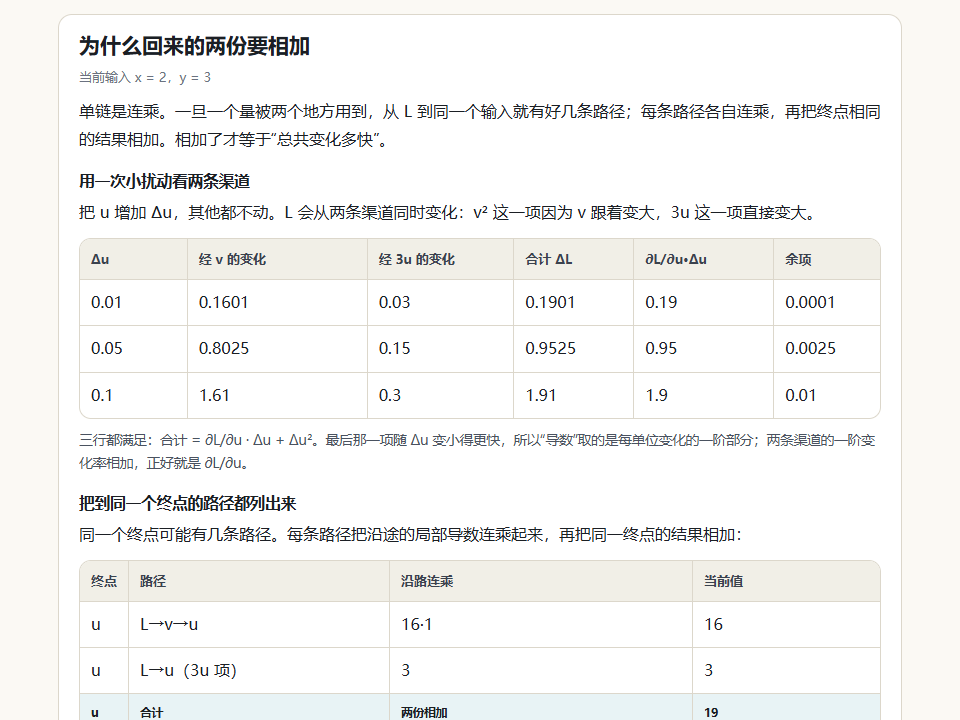 为什么回来的两份要相加
当前输入 x = 2，y = 3
单链是连乘。一旦一个量被两个地方用到，从 L 到同一个输入就有好几条路径；每条路径各自连乘，再把终点相同
的结果相加。相加了才等于“总共变化多快”。
用一次小扰动看两条渠道
把 u 增加 Δu，其他都不动。L 会从两条渠道同时变化：v² 这一项因为 v 跟着变大，3u 这一项直接变大。
Δu 经 v 的变化 经 3u 的变化 合计 ΔL ∂L/∂u·Δu 余项
0.01 0.1601 0.03 0.1901 0.19 0.0001
0.05 0.8025 0.15 0.9525 0.95 0.0025
0.1 1.61 0.3 1.91 1.9 0.01
三行都满足：合计 = ∂L/∂u · Δu + Δu²。最后那一项随 Δu 变小得更快，所以“导数”取的是每单位变化的一阶部分；两条渠道的一阶变
化率相加，正好就是 ∂L/∂u。
把到同一个终点的路径都列出来
同一个终点可能有几条路径。每条路径把沿途的局部导数连乘起来，再把同一终点的结果相加：
终点 路径 沿路连乘 当前值
u L→v→u 16·1 16
u L→u（3u 项） 3 3
u 合计 两份相加 19